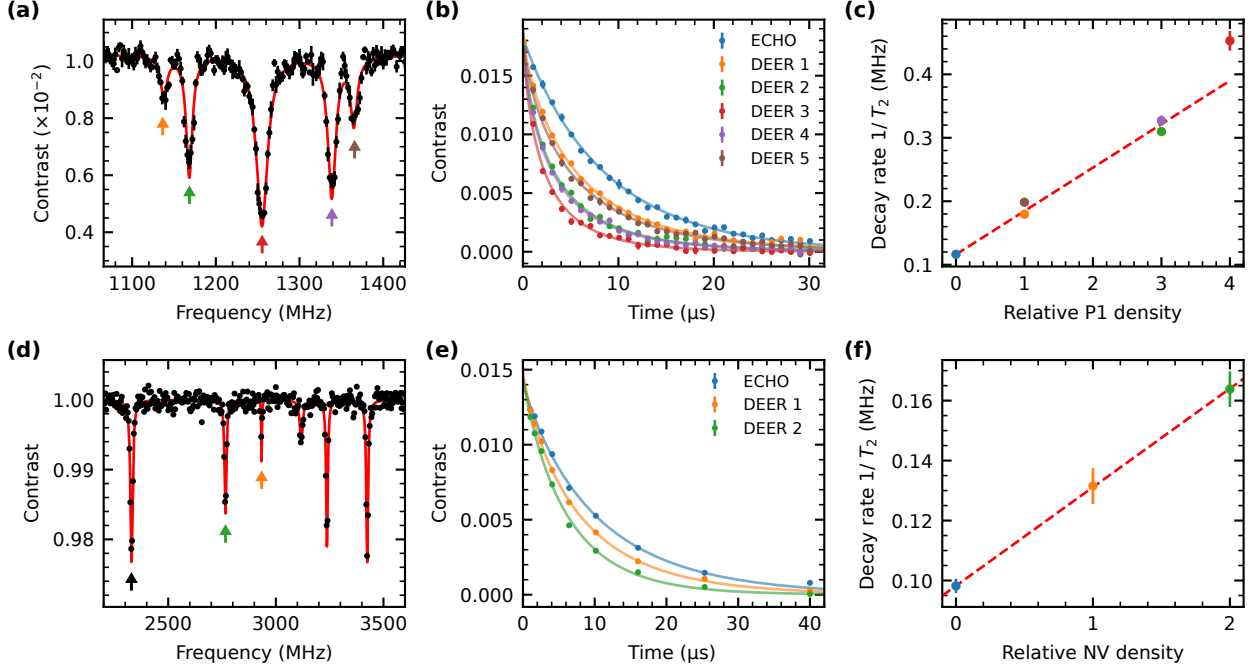 (a)
Contrast (×10⁻²)
1.0
0.8
0.6
0.4
1100
1200
1300
1400
Frequency (MHz)
(b)
Contrast
0.015
0.010
0.005
0.000
ECHO
DEER 1
DEER 2
DEER 3
DEER 4
DEER 5
0
10
20
30
Time (μs)
(c)
Decay rate 1/T₂ (MHz)
0.4
0.3
0.2
0.1
0
1
2
3
4
Relative P1 density
(d)
Contrast
1.00
0.99
0.98
2500
3000
3500
Frequency (MHz)
(e)
Contrast
0.015
0.010
0.005
0.000
ECHO
DEER 1
DEER 2
0
10
20
30
40
Time (μs)
(f)
Decay rate 1/T₂ (MHz)
0.16
0.14
0.12
0.10
0
1
2
Relative NV density